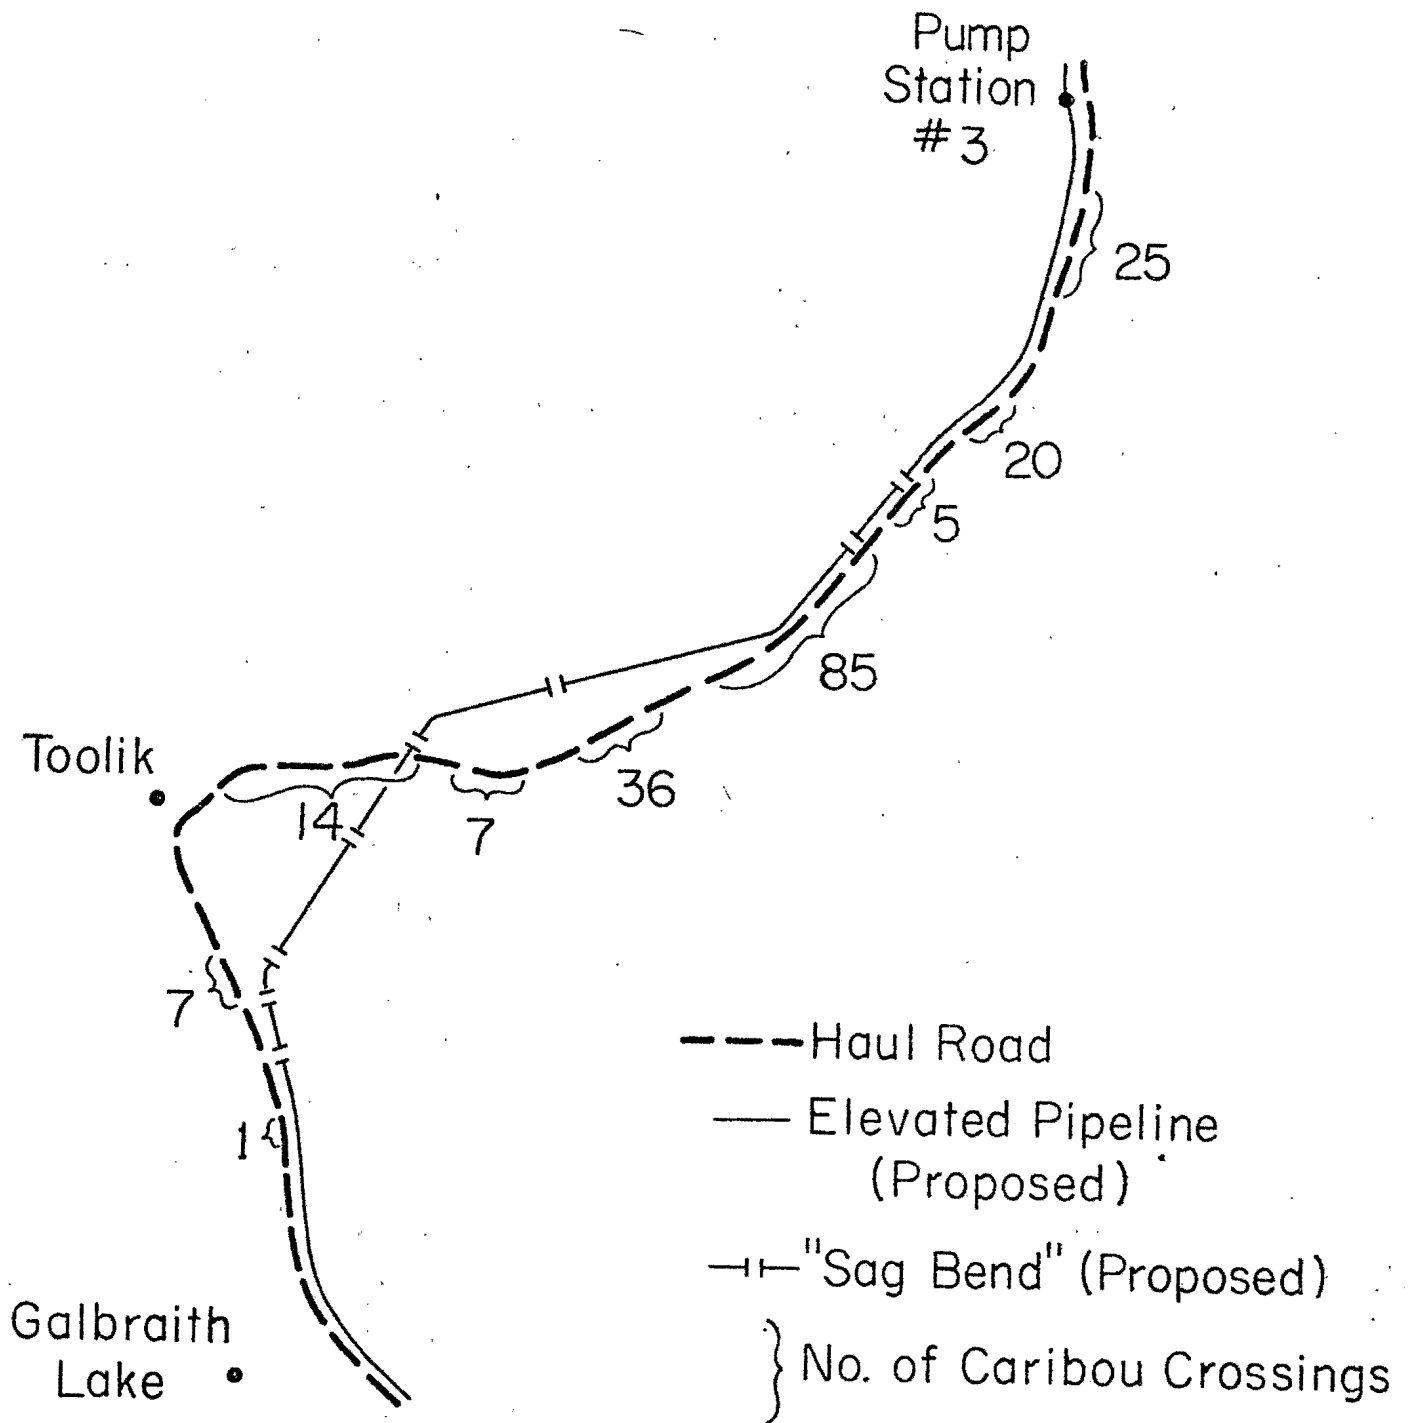 Pump
Station
#3
25
20
5
85
36
7
14
Toolik
7
1
Galbraith
Lake
Haul Road
Elevated Pipeline
(Proposed)
"Sag Bend" (Proposed)
No. of Caribou Crossings